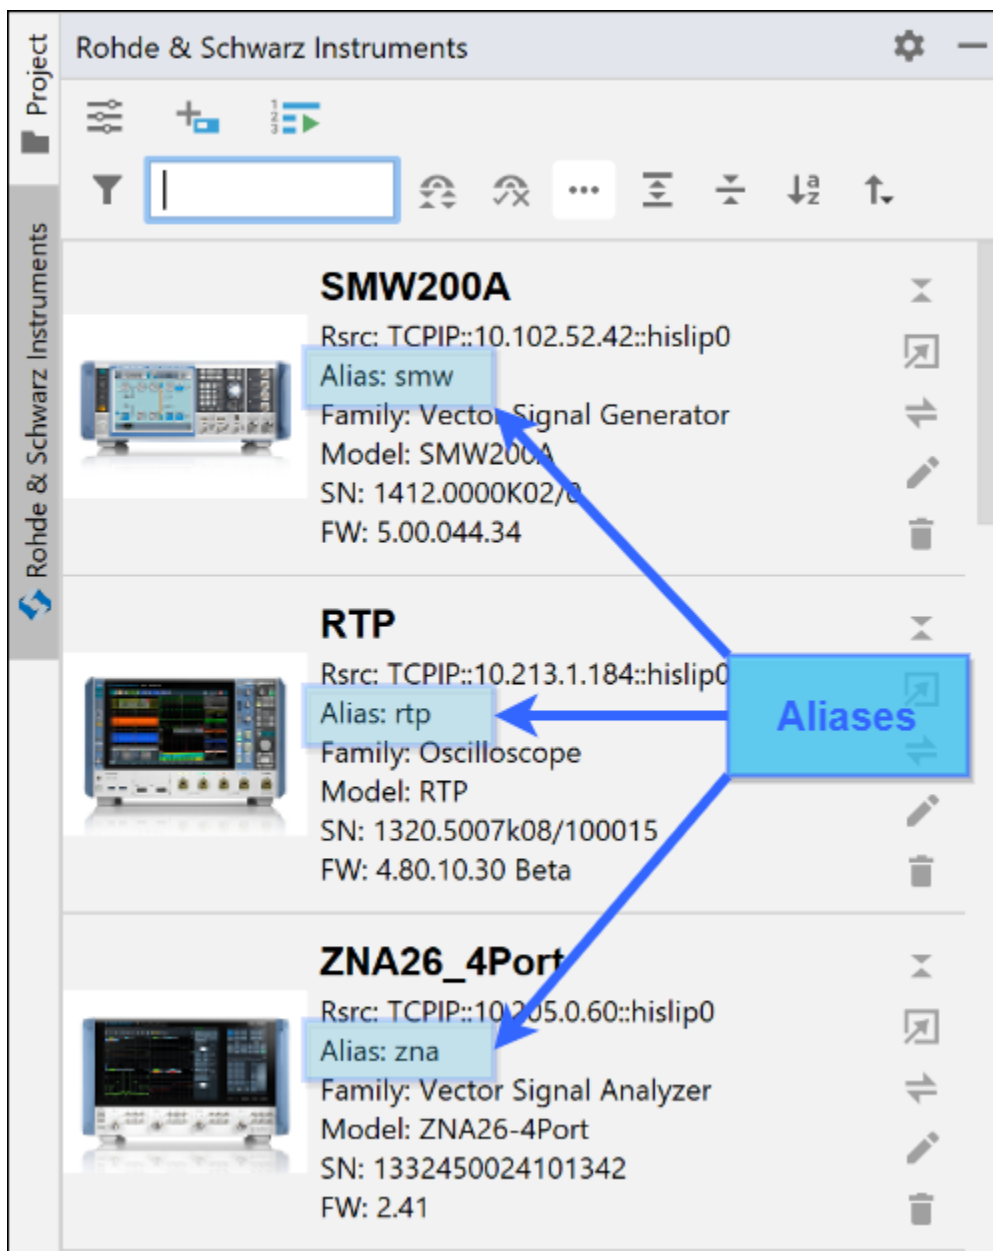 Project
Rohde & Schwarz Instruments
Rohde & Schwarz Instruments
SMW200A
Rsrc: TCPIP::10.102.52.42::hislip0
Alias: smw
Family: Vector Signal Generator
Model: SMW200A
SN: 1412.0000K02/0
FW: 5.00.044.34
RTP
Rsrc: TCPIP::10.213.1.184::hislip0
Alias: rtp
Family: Oscilloscope
Model: RTP
SN: 1320.5007k08/100015
FW: 4.80.10.30 Beta
Aliases
ZNA26_4Port
Rsrc: TCPIP::10.205.0.60::hislip0
Alias: zna
Family: Vector Signal Analyzer
Model: ZNA26-4Port
SN: 1332450024101342
FW: 2.41